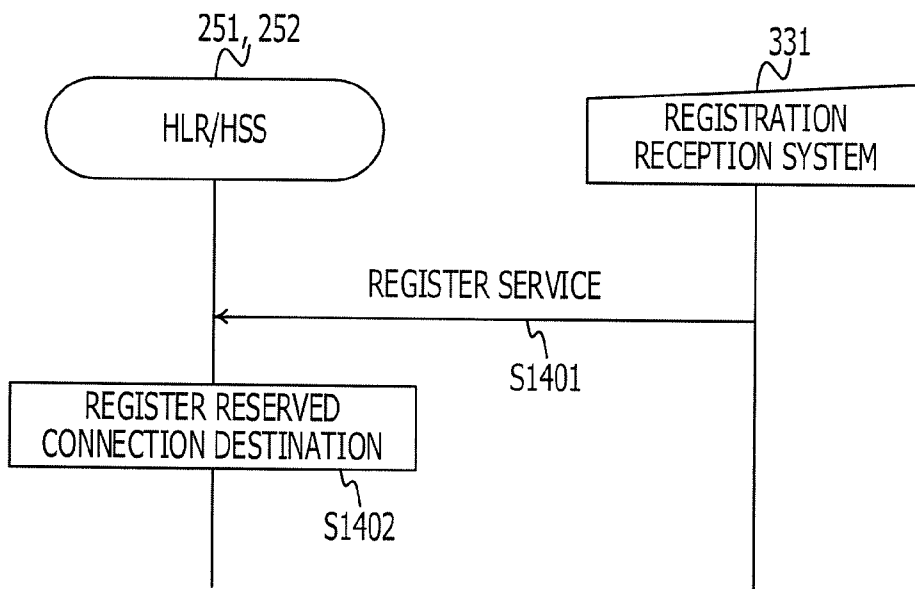 251, 252
331
HLR/HSS
REGISTRATION
RECEPTION SYSTEM
REGISTER SERVICE
S1401
REGISTER RESERVED
CONNECTION DESTINATION
S1402